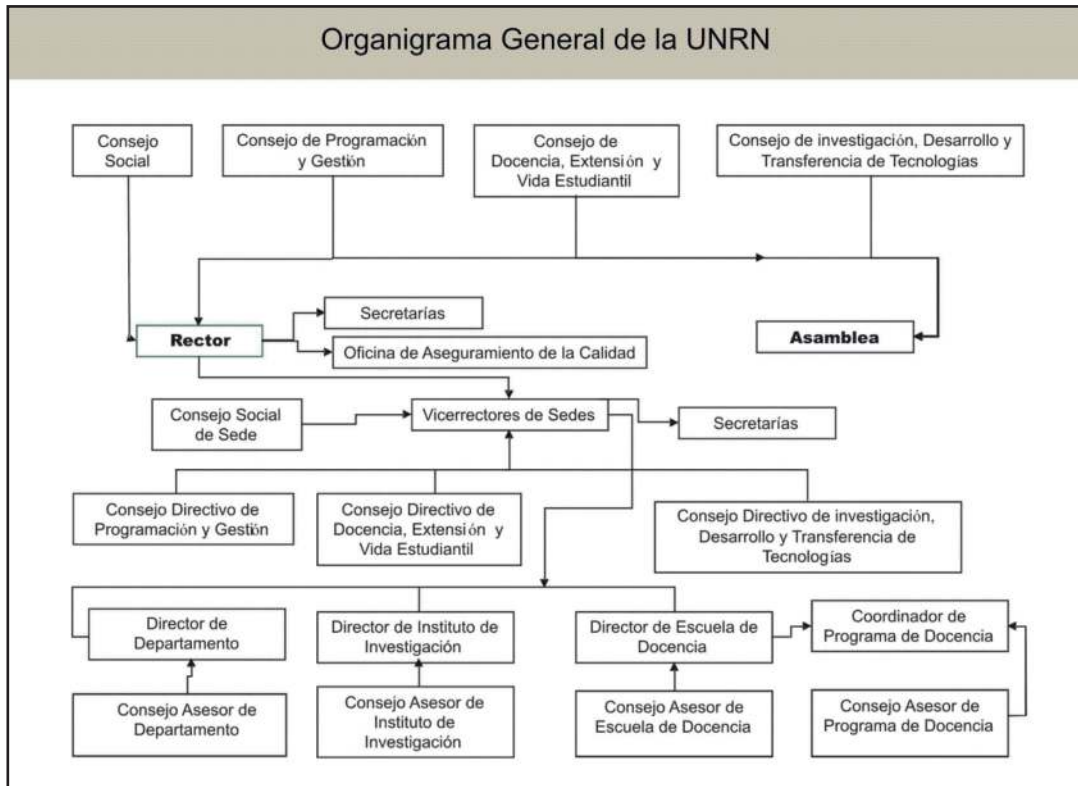 Organigrama General de la UNRN
Consejo
Social
Consejo de Programación
y Gestión
Consejo de
Docencia, Extensión y
Vida Estudiantil
Consejo de investigación, Desarrollo y
Transferencia de Tecnologías
Secretarías
Rector
Oficina de Aseguramiento de la Calidad
Asamblea
Consejo Social
de Sede
Vicerrectores de Sedes
Secretarías
Consejo Directivo de
Programación y Gestión
Consejo Directivo de
Docencia, Extensión y
Vida Estudiantil
Consejo Directivo de investigación,
Desarrollo y Transferencia de
Tecnologías
Director de
Departamento
Director de Instituto de
Investigación
Director de Escuela de
Docencia
Coordinador de
Programa de Docencia
Consejo Asesor de
Departamento
Consejo Asesor de
Instituto de
Investigación
Consejo Asesor de
Escuela de Docencia
Consejo Asesor de
Programa de Docencia